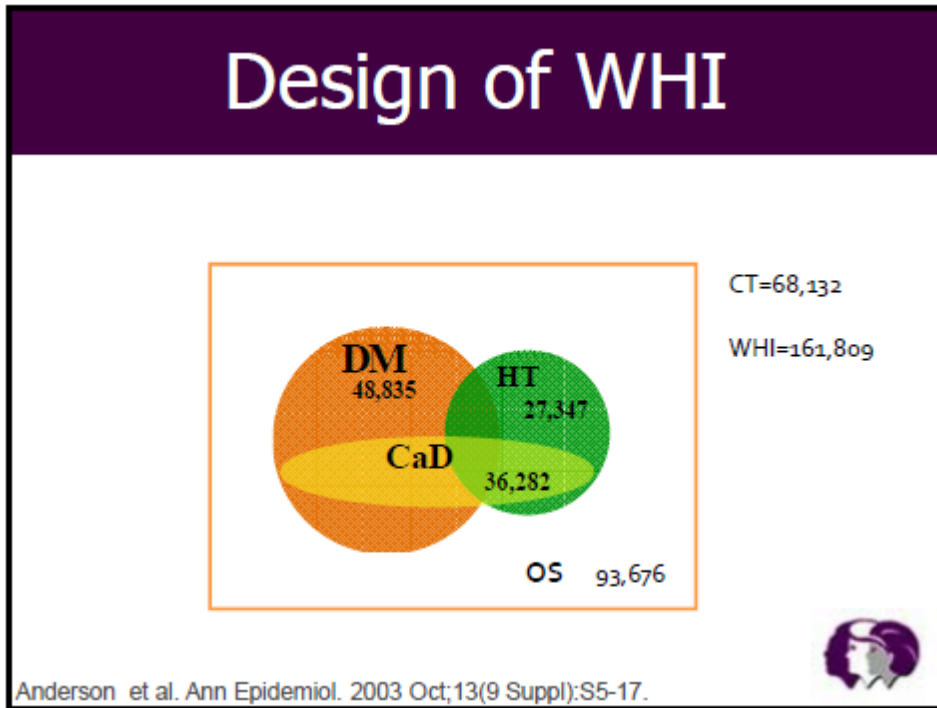 Design of WHI
CT=68,132
WHI=161,809
DM
48,835
HT
27,347
CaD
36,282
OS 93,676
Anderson et al. Ann Epidemiol. 2003 Oct;13(9 Suppl):S5-17.